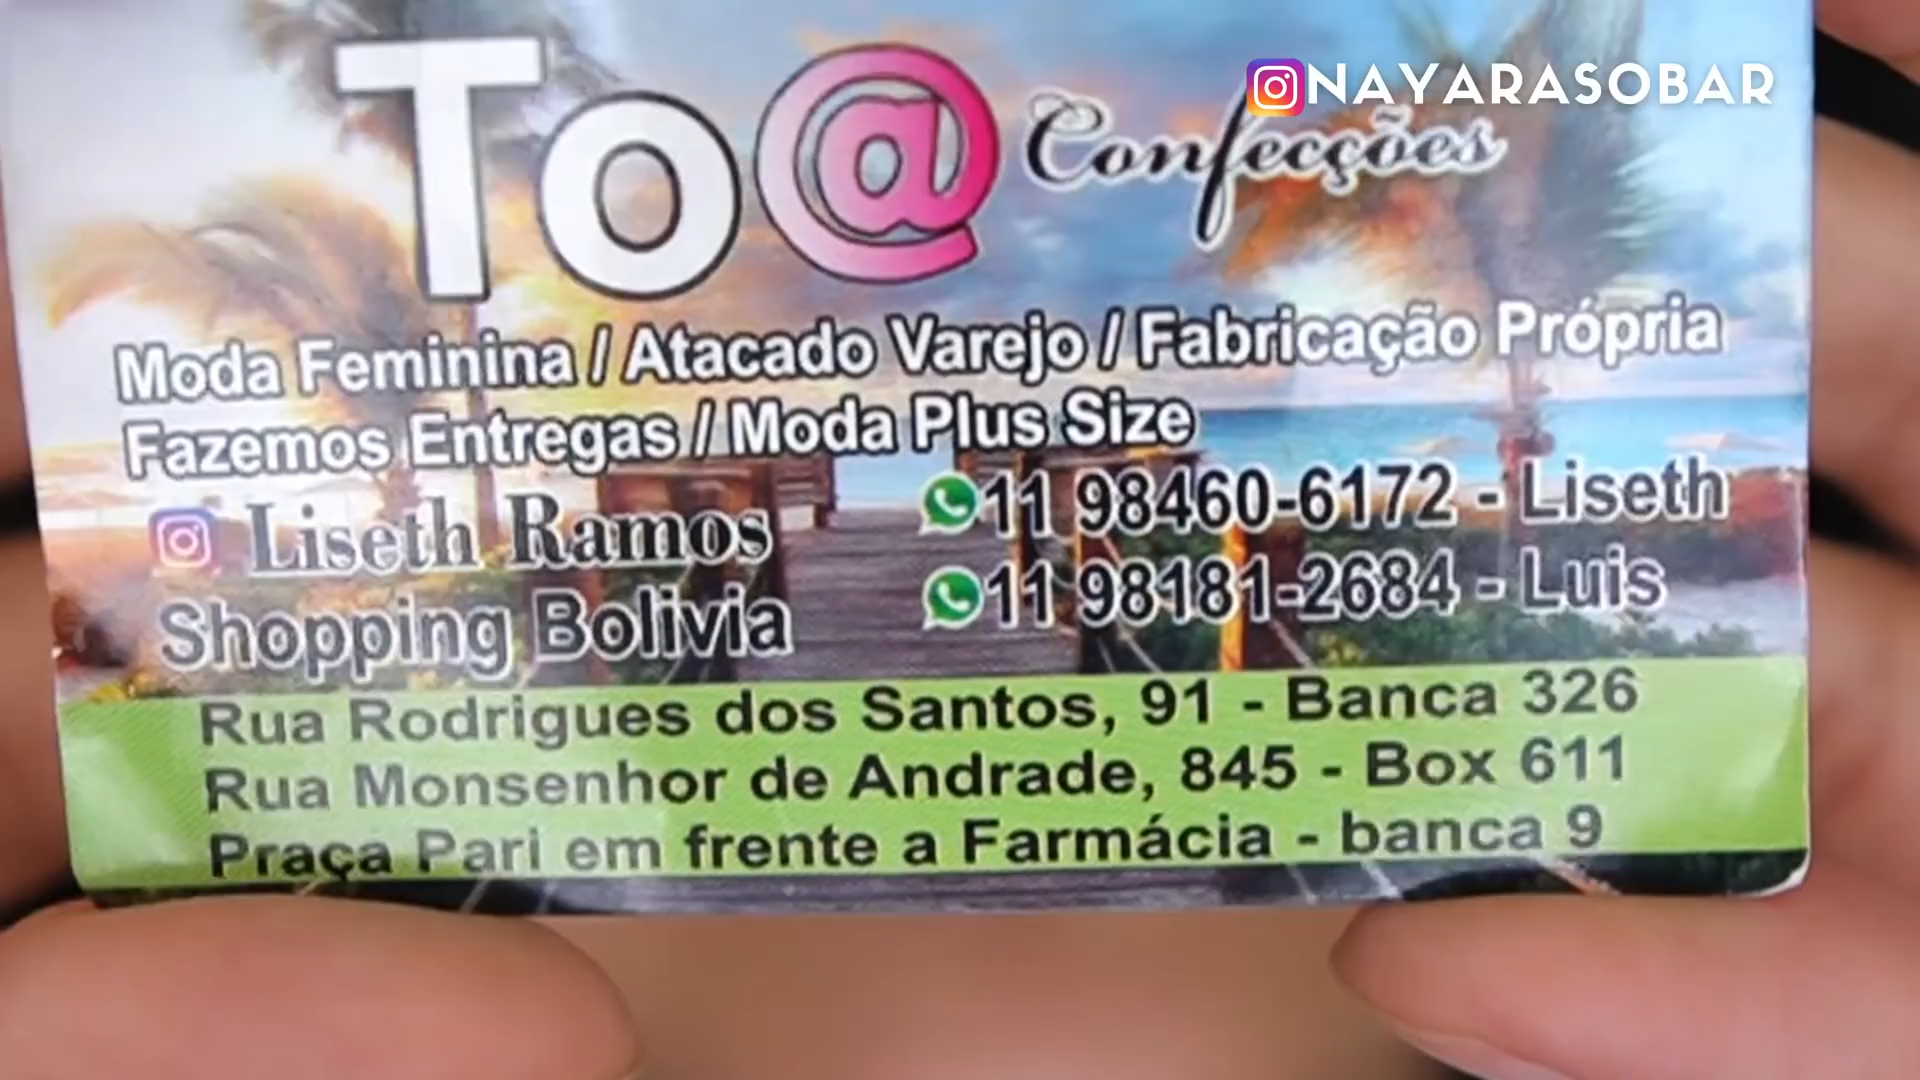 NAYARASOBAR
To@ Confecções
Moda Feminina / Atacado Varejo / Fabricação Própria
Fazemos Entregas / Moda Plus Size
Liseth Ramos
11 98460-6172 - Liseth
Shopping Bolivia
11 98181-2684 - Luis
Rua Rodrigues dos Santos, 91 - Banca 326
Rua Monsenhor de Andrade, 845 - Box 611
Praça Pari em frente a Farmácia - banca 9